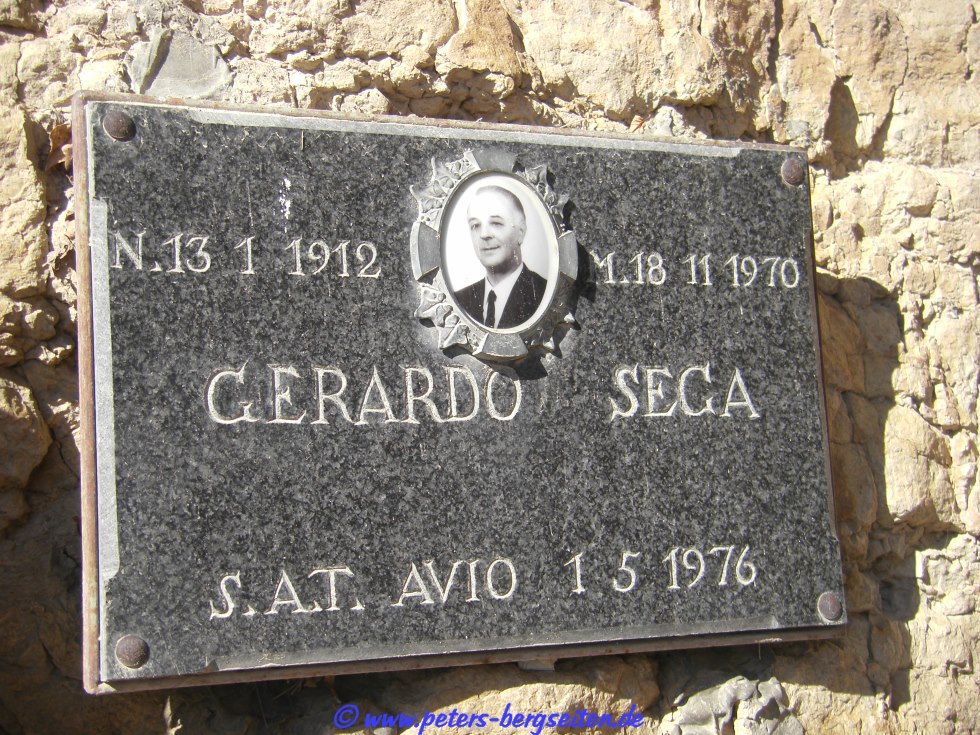 N.13 1 1912 M.18 11 1970
GERARDO SEGA
S.A.T. AVIO 1 5 1976
© www.peters-bergseiten.de